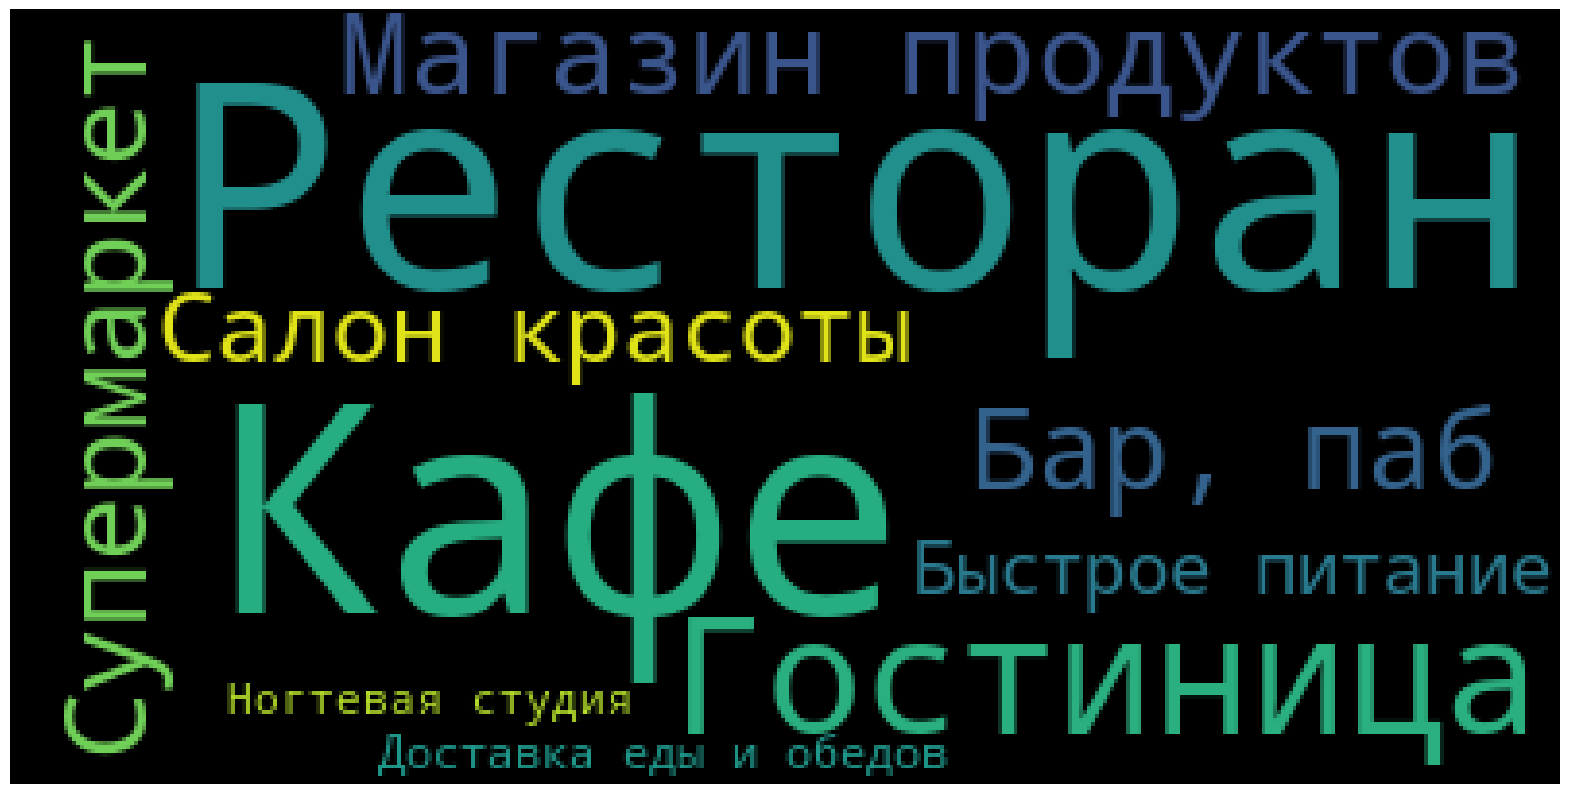 Магазин продуктов
Ресторан
Супермаркет
Салон красоты
Кафе
Бар, паб
Быстрое питание
Гостиница
Ногтевая студия
Доставка еды и обедов